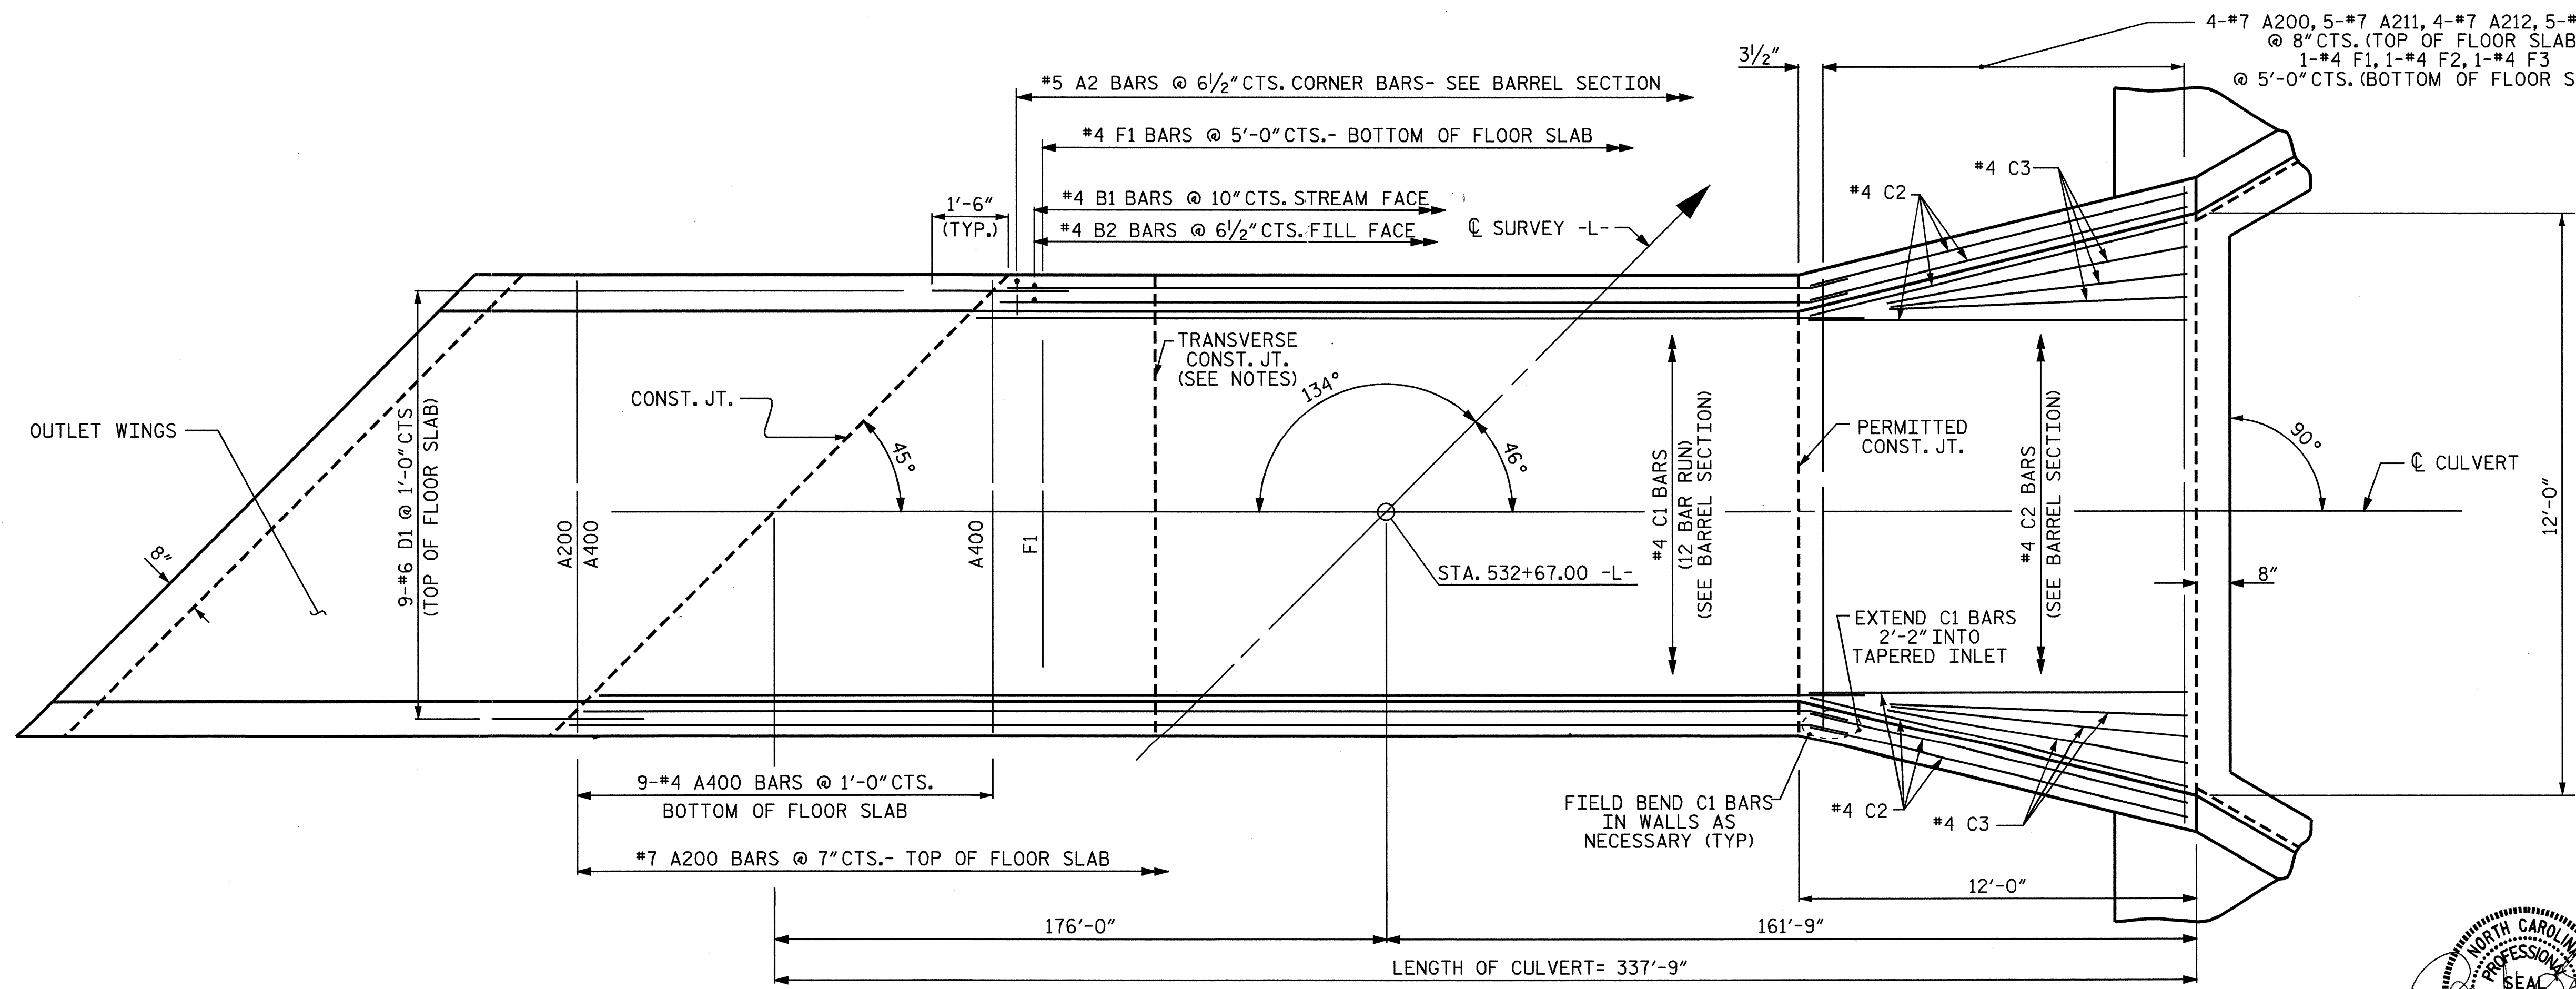 4-#7 A200, 5-#7 A211, 4-#7 A212, 5-#
@ 8" CTS. (TOP OF FLOOR SLAB
1-#4 F1, 1-#4 F2, 1-#4 F3
@ 5'-0" CTS. (BOTTOM OF FLOOR S
3½"
#5 A2 BARS @ 6½" CTS. CORNER BARS- SEE BARREL SECTION
#4 F1 BARS @ 5'-0" CTS.- BOTTOM OF FLOOR SLAB
#4 C3
#4 C2
1'-6"
(TYP.)
#4 B1 BARS @ 10" CTS. STREAM FACE
#4 B2 BARS @ 6½" CTS. FILL FACE
℄ SURVEY -L-
TRANSVERSE
CONST. JT.
(SEE NOTES)
134°
46°
CONST. JT.
45°
OUTLET WINGS
8"
9-#6 D1 @ 1'-0" CTS
(TOP OF FLOOR SLAB)
A200
A400
A400
F1
STA. 532+67.00 -L-
#4 C1 BARS
(12 BAR RUN)
(SEE BARREL SECTION)
PERMITTED
CONST. JT.
#4 C2 BARS
(SEE BARREL SECTION)
90°
℄ CULVERT
12'-0"
8"
EXTEND C1 BARS
2'-2" INTO
TAPERED INLET
9-#4 A400 BARS @ 1'-0" CTS.
BOTTOM OF FLOOR SLAB
FIELD BEND C1 BARS
IN WALLS AS
NECESSARY (TYP)
#4 C2
#4 C3
#7 A200 BARS @ 7" CTS.- TOP OF FLOOR SLAB
12'-0"
176'-0"
161'-9"
LENGTH OF CULVERT= 337'-9"
NORTH CAROLINA
PROFESSIONA
SEAL